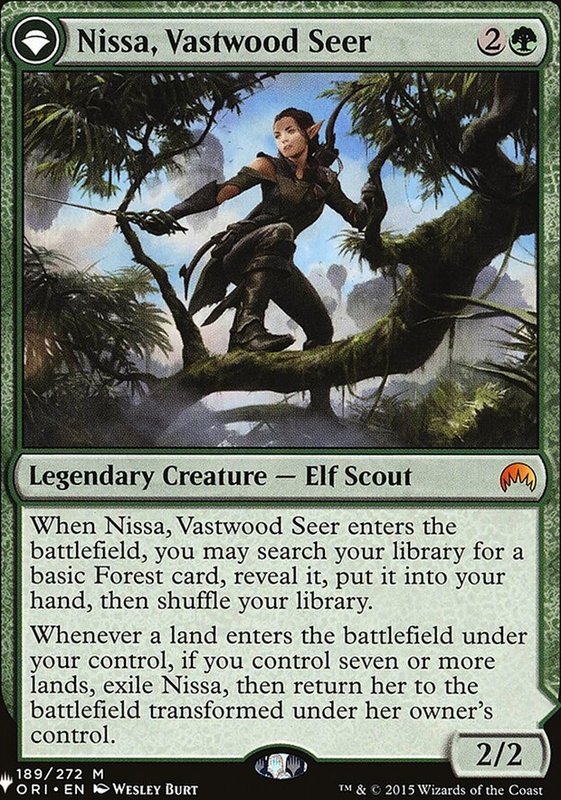 Nissa, Vastwood Seer 2
Legendary Creature — Elf Scout
When Nissa, Vastwood Seer enters the
battlefield, you may search your library for a
basic Forest card, reveal it, put it into your
hand, then shuffle your library.
Whenever a land enters the battlefield under
your control, if you control seven or more
lands, exile Nissa, then return her to the
battlefield transformed under her owner's
control.
2/2
189/272 M
ORI • EN Wesley Burt
™ & © 2015 Wizards of the Coast